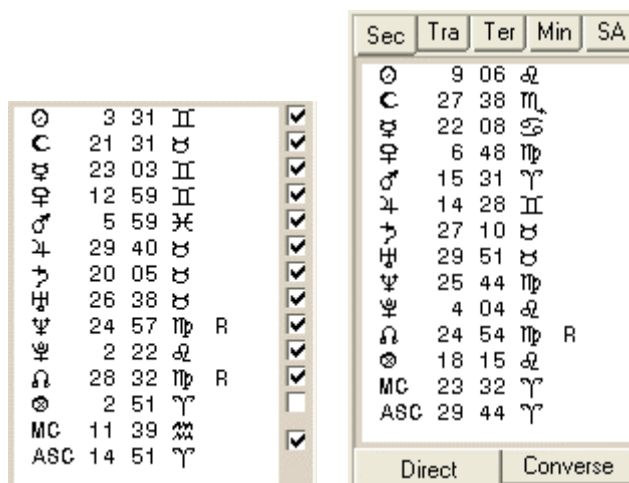 ☉ 3 31 ♊
☾ 21 31 ♉
☿ 23 03 ♊
♀ 12 59 ♊
♂ 5 59 ♓
♃ 29 40 ♉
♄ 20 05 ♉
♅ 26 38 ♉
♆ 24 57 ♍ R
♇ 2 22 ♌
☊ 28 32 ♍ R
⊗ 2 51 ♈
MC 11 39 ♒
ASC 14 51 ♈
Sec Tra Ter Min SA
☉ 9 06 ♌
☾ 27 38 ♏
☿ 22 08 ♋
♀ 6 48 ♍
♂ 15 31 ♈
♃ 14 28 ♊
♄ 27 10 ♉
♅ 29 51 ♉
♆ 25 44 ♍
♇ 4 04 ♌
☊ 24 54 ♍ R
⊗ 18 15 ♌
MC 23 32 ♈
ASC 29 44 ♈
Direct Converse